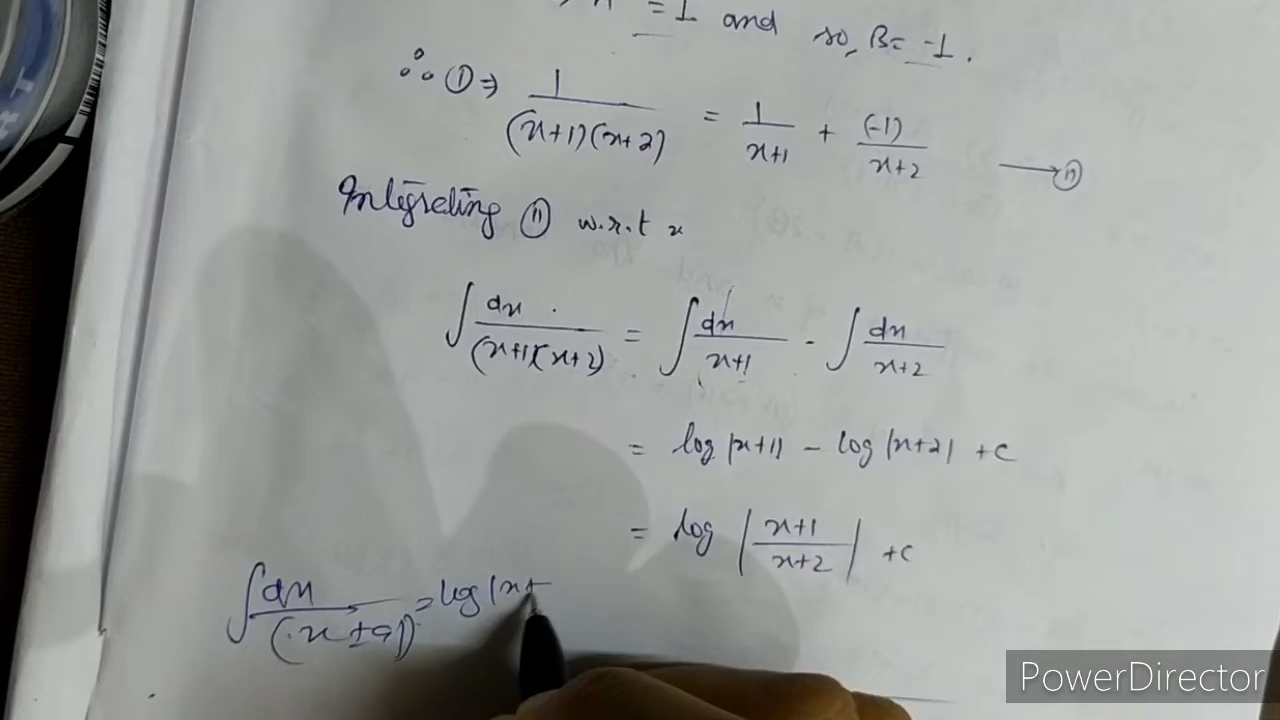 = 1 and so, B = -1.
∴ ① ⇒ 1/((x+1)(x+2)) = 1/(x+1) + (-1)/(x+2) → ⑪
Integrating ⑪ w.r.t x
∫ dx/((x+1)(x+2)) = ∫ dx/(x+1) - ∫ dx/(x+2)
= log |x+1| - log |x+2| + c
= log |(x+1)/(x+2)| + c
∫ dx/(x±a) = log |x+
PowerDirector